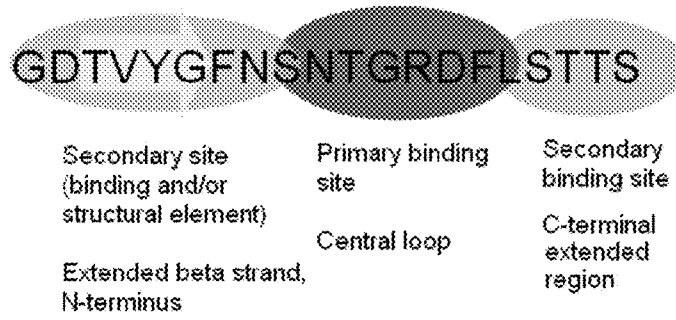 GDTVYGFNSNTGRDFLSTTS
Secondary site
(binding and/or
structural element)
Extended beta strand,
N-terminus
Primary binding
site
Central loop
Secondary
binding site
C-terminal
extended
region